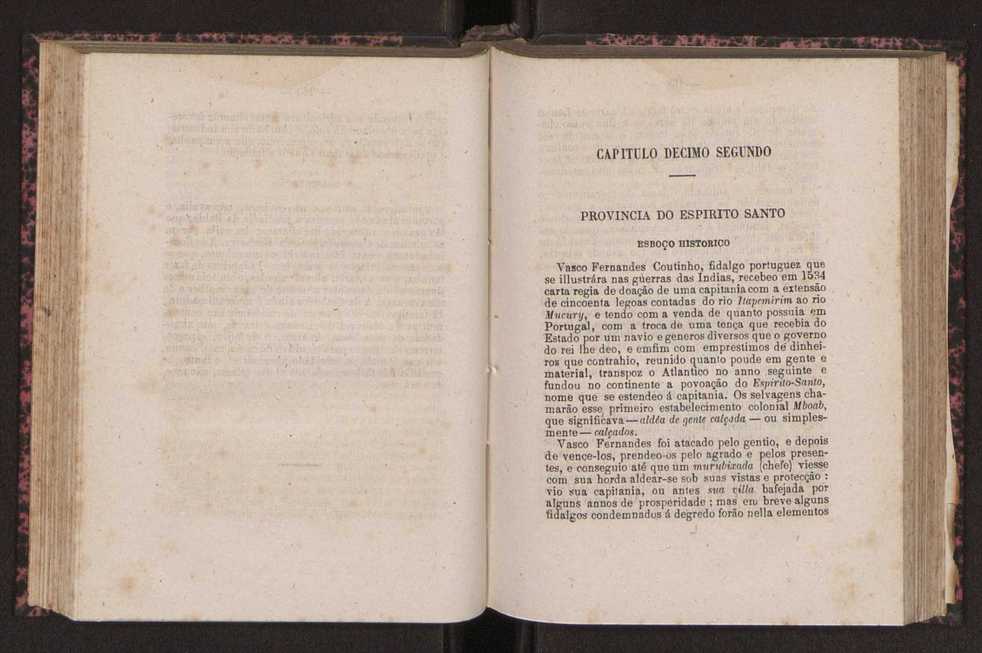 CAPITULO DECIMO SEGUNDO
PROVINCIA DO ESPIRITO SANTO
ESBOÇO HISTORICO
Vasco Fernandes Coutinho, fidalgo portuguez que
se illustrára nas guerras das Indias, recebeo em 1534
carta regia de doação de uma capitania com a extensão
de cincoenta legoas contadas do rio Itapemirim ao rio
Mucury, e tendo com a venda de quanto possuia em
Portugal, com a troca de uma tença que recebia do
Estado por um navio e generos diversos que o governo
do rei lhe deo, e emfim com emprestimos de dinhei-
ros que contrahio, reunido quanto poude em gente e
material, transpoz o Atlantico no anno seguinte e
fundou no continente a povoação do Espirito-Santo,
nome que se estendeo á capitania. Os selvagens cha-
marão esse primeiro estabelecimento colonial Mboab,
que significava — aldêa de gente calçada — ou simples-
mente — calçados.
Vasco Fernandes foi atacado pelo gentio, e depois
de vence-los, prendeo-os pelo agrado e pelos presen-
tes, e conseguio até que um murubixada (chefe) viesse
com sua horda aldear-se sob suas vistas e protecção :
vio sua capitania, ou antes sua villa bafejada por
alguns annos de prosperidade ; mas em breve alguns
fidalgos condemnados á degredo forão nella elementos